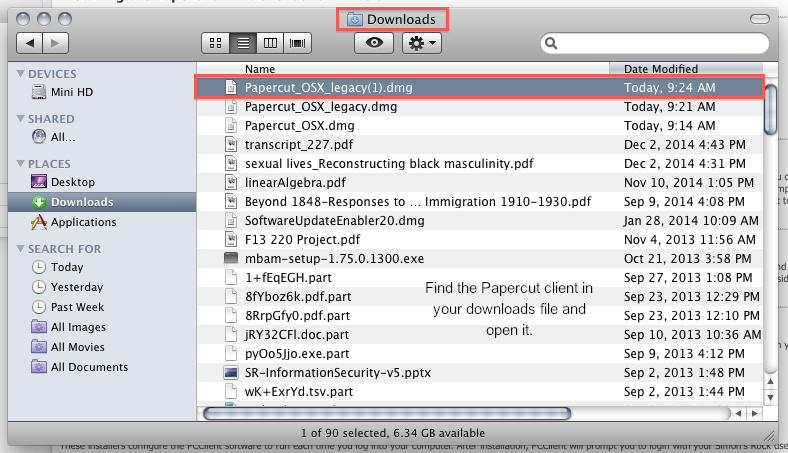 Downloads
Name Date Modified
DEVICES
Mini HD
SHARED
All...
PLACES
Desktop
Downloads
Applications
SEARCH FOR
Today
Yesterday
Past Week
All Images
All Movies
All Documents
Papercut_OSX_legacy(1).dmg Today, 9:24 AM
Papercut_OSX_legacy.dmg Today, 9:21 AM
Papercut_OSX.dmg Today, 9:14 AM
transcript_227.pdf Dec 2, 2014 4:43 PM
sexual lives_Reconstructing black masculinity.pdf Dec 2, 2014 4:31 PM
linearAlgebra.pdf Nov 10, 2014 1:05 PM
Beyond 1848-Responses to ... Immigration 1910-1930.pdf Sep 9, 2014 4:08 PM
SoftwareUpdateEnabler20.dmg Jan 28, 2014 10:09 AM
F13 220 Project.pdf Nov 4, 2013 11:56 AM
mbam-setup-1.75.0.1300.exe Oct 21, 2013 3:58 PM
1+fEqEGH.part Sep 27, 2013 1:08 PM
8fYboz6k.pdf.part Sep 23, 2013 12:29 PM
8RrpGfy0.pdf.part Sep 23, 2013 12:10 PM
jRY32CFl.doc.part Sep 10, 2013 10:36 AM
pyOo5Jjo.exe.part Sep 9, 2013 4:12 PM
SR-InformationSecurity-v5.pptx Sep 2, 2013 1:48 PM
wK+ExrYd.tsv.part Sep 2, 2013 1:44 PM
Find the Papercut client in
your downloads file and
open it.
1 of 90 selected, 6.34 GB available
These installers configure the PCClient software to run each time you log into your computer. After installation, PCClient will prompt you to login with your Simon's Rock use